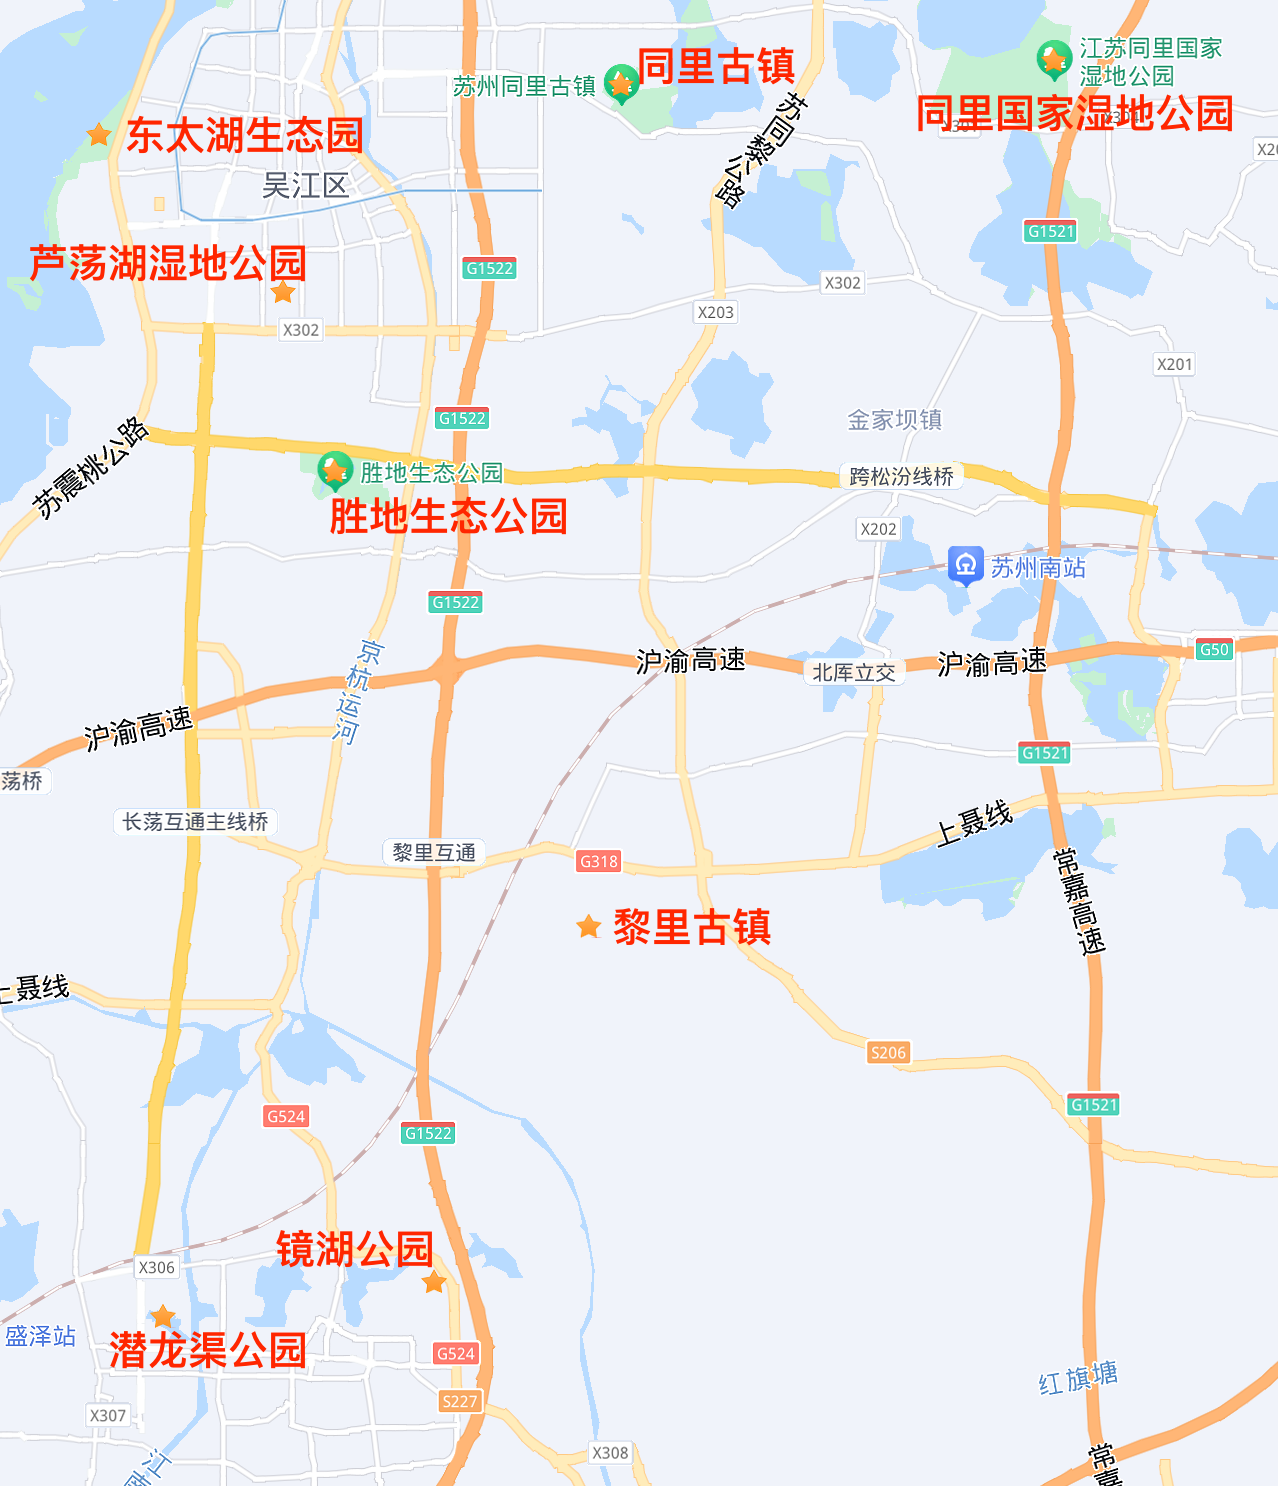 江苏同里国家
湿地公园
同里古镇
苏州同里古镇
同里国家湿地公园
苏同黎公路
X304
东太湖生态园
吴江区
G1521
芦荡湖湿地公园
G1522
X302
X203
X302
X201
G1522
金家坝镇
苏震桃公路
胜地生态公园
跨松汾线桥
胜地生态公园
X202
苏州南站
G1522
京杭运河
沪渝高速
沪渝高速
G50
北厍立交
沪渝高速
G1521
荡桥
长荡互通主线桥
上聂线
黎里互通
G318
常嘉高速
黎里古镇
上聂线
S206
G1521
G524
G1522
镜湖公园
X306
盛泽站
潜龙渠公园
G524
红旗塘
S227
X307
X308
常嘉